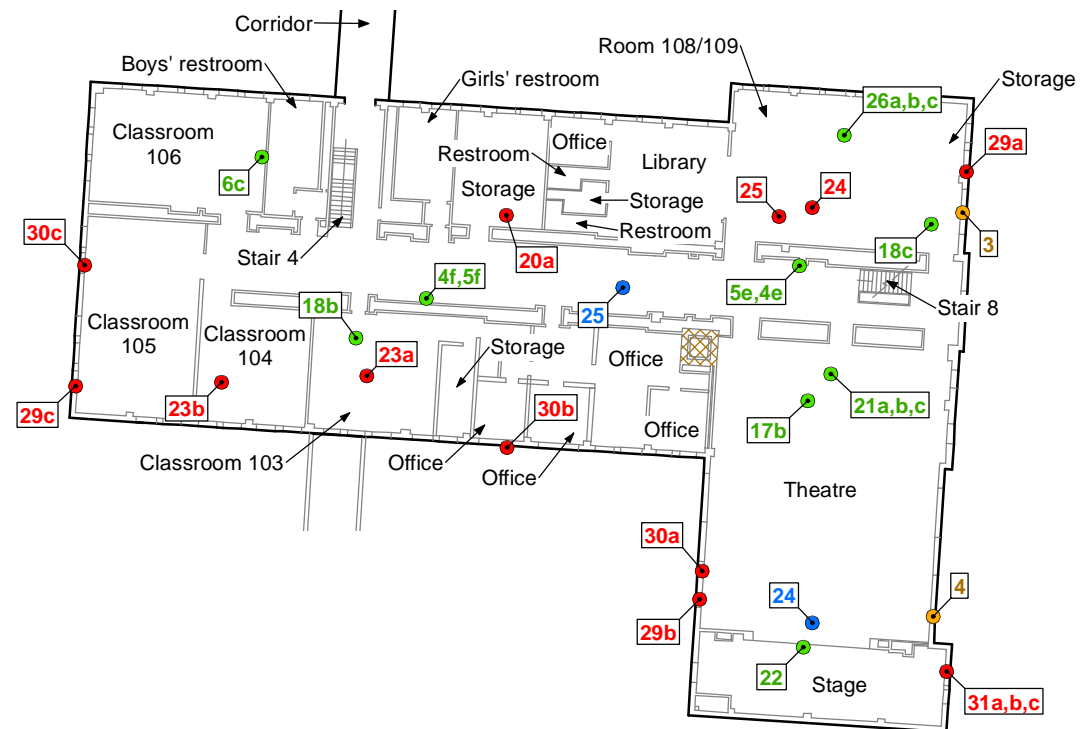 Corridor
Room 108/109
Boys' restroom
Girls' restroom
Storage
26a,b,c
Classroom
106
Office
Library
Restroom
29a
6c
Storage
25
24
Storage
Restroom
3
30c
Stair 4
20a
18c
4f,5f
5e,4e
18b
25
Stair 8
Classroom
105
Classroom
104
Storage
Office
23a
29c
23b
30b
21a,b,c
17b
Office
Classroom 103
Office
Office
Theatre
30a
24
4
29b
22
Stage
31a,b,c